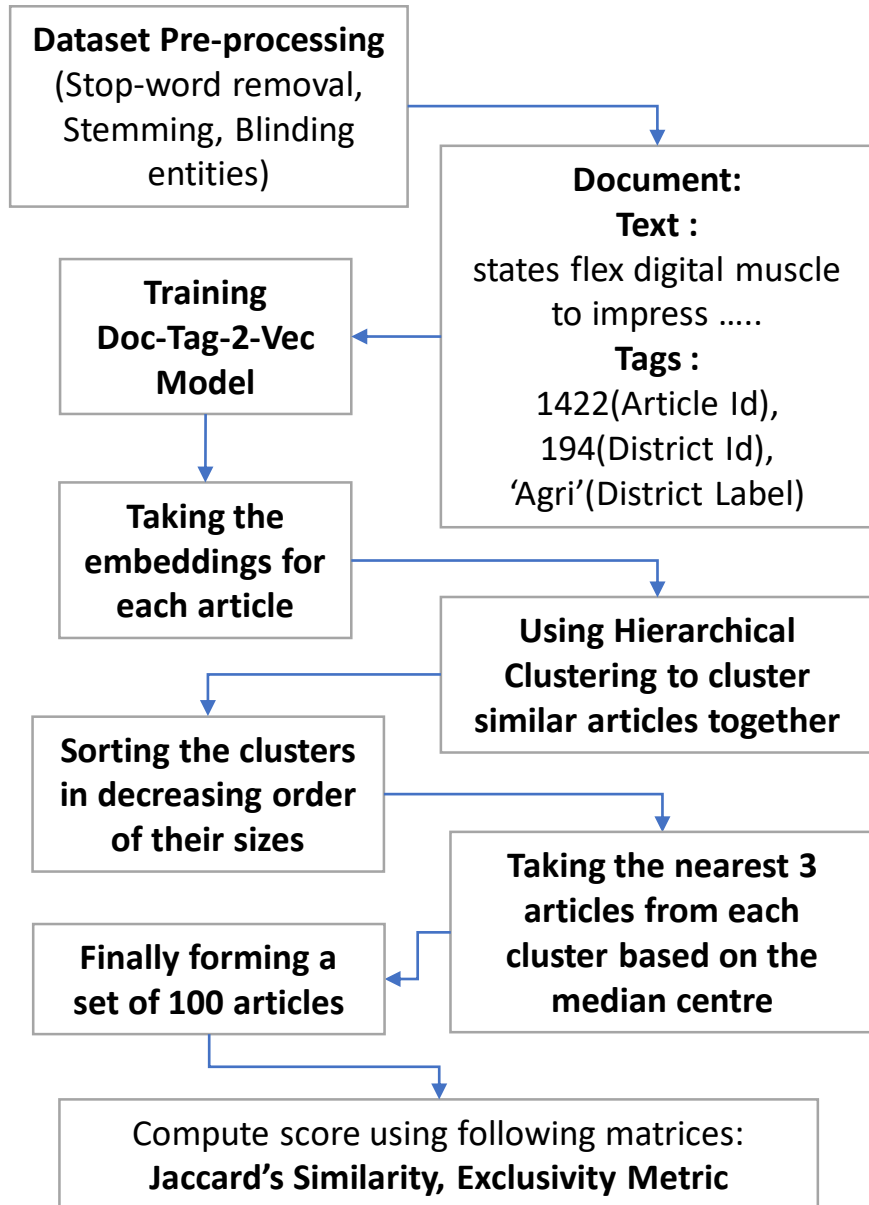 Dataset Pre-processing
(Stop-word removal,
Stemming, Blinding
entities)
Document:
Text :
states flex digital muscle
to impress …..
Tags :
1422(Article Id),
194(District Id),
‘Agri’(District Label)
Training
Doc-Tag-2-Vec
Model
Taking the
embeddings for
each article
Using Hierarchical
Clustering to cluster
similar articles together
Sorting the clusters
in decreasing order
of their sizes
Taking the nearest 3
articles from each
cluster based on the
median centre
Finally forming a
set of 100 articles
Compute score using following matrices:
Jaccard’s Similarity, Exclusivity Metric